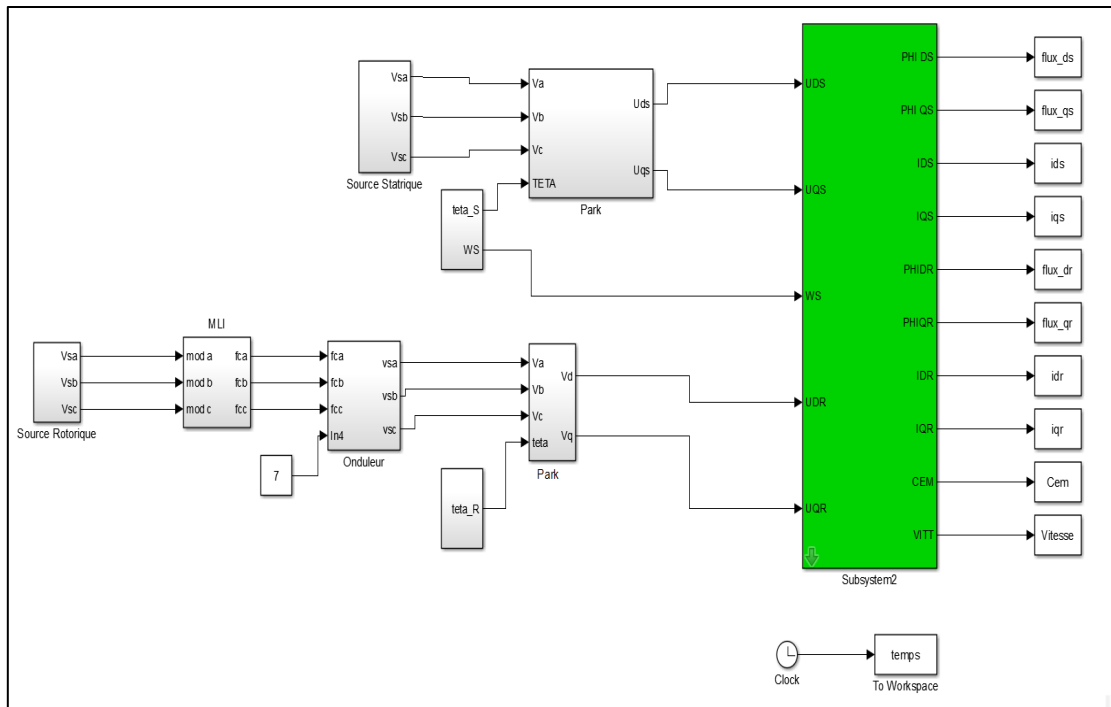 Vsa
Vsb
Vsc
Source Statrique
Va
Vb
Vc
TETA
Uds
Uqs
Park
teta_S
WS
MLI
Vsa
Vsb
Vsc
Source Rotorique
mod a
mod b
mod c
fca
fcb
fcc
fca
fcb
fcc
In4
vsa
vsb
vsc
Onduleur
7
Va
Vb
Vc
teta
Vd
Vq
Park
teta_R
UDS
UQS
WS
UDR
UQR
PHI DS
PHI QS
IDS
IQS
PHIDR
PHIQR
IDR
IQR
CEM
VITT
Subsystem2
flux_ds
flux_qs
ids
iqs
flux_dr
flux_qr
idr
iqr
Cem
Vitesse
Clock
temps
To Workspace